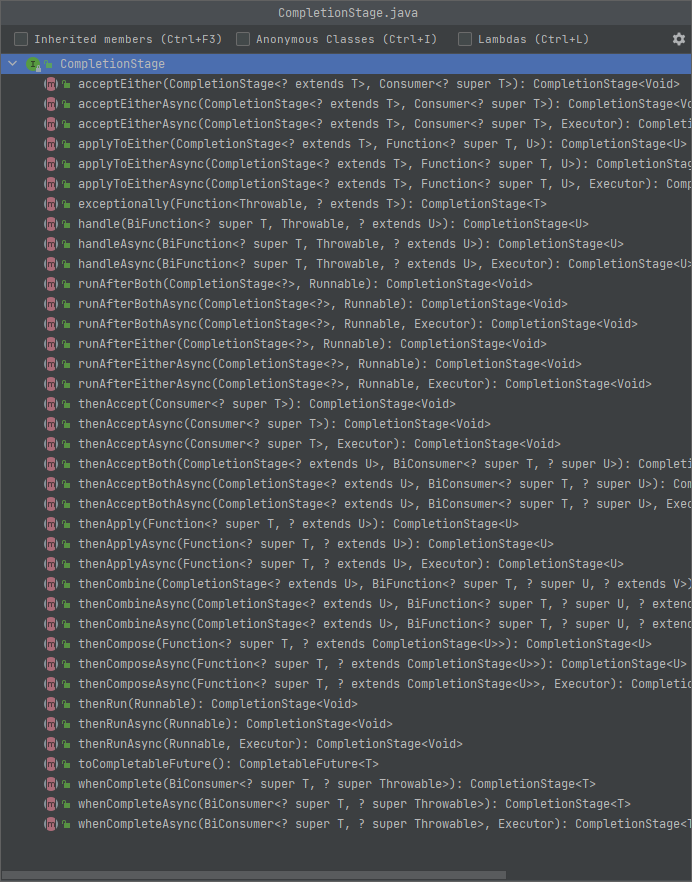 CompletionStage.java
Inherited members (Ctrl+F3) Anonymous Classes (Ctrl+I) Lambdas (Ctrl+L)
CompletionStage
acceptEither(CompletionStage<? extends T>, Consumer<? super T>): CompletionStage<Void>
acceptEitherAsync(CompletionStage<? extends T>, Consumer<? super T>): CompletionStage<Vo
acceptEitherAsync(CompletionStage<? extends T>, Consumer<? super T>, Executor): Completi
applyToEither(CompletionStage<? extends T>, Function<? super T, U>): CompletionStage<U>
applyToEitherAsync(CompletionStage<? extends T>, Function<? super T, U>): CompletionStag
applyToEitherAsync(CompletionStage<? extends T>, Function<? super T, U>, Executor): Comp
exceptionally(Function<Throwable, ? extends T>): CompletionStage<T>
handle(BiFunction<? super T, Throwable, ? extends U>): CompletionStage<U>
handleAsync(BiFunction<? super T, Throwable, ? extends U>): CompletionStage<U>
handleAsync(BiFunction<? super T, Throwable, ? extends U>, Executor): CompletionStage<U>
runAfterBoth(CompletionStage<?>, Runnable): CompletionStage<Void>
runAfterBothAsync(CompletionStage<?>, Runnable): CompletionStage<Void>
runAfterBothAsync(CompletionStage<?>, Runnable, Executor): CompletionStage<Void>
runAfterEither(CompletionStage<?>, Runnable): CompletionStage<Void>
runAfterEitherAsync(CompletionStage<?>, Runnable): CompletionStage<Void>
runAfterEitherAsync(CompletionStage<?>, Runnable, Executor): CompletionStage<Void>
thenAccept(Consumer<? super T>): CompletionStage<Void>
thenAcceptAsync(Consumer<? super T>): CompletionStage<Void>
thenAcceptAsync(Consumer<? super T>, Executor): CompletionStage<Void>
thenAcceptBoth(CompletionStage<? extends U>, BiConsumer<? super T, ? super U>): Completi
thenAcceptBothAsync(CompletionStage<? extends U>, BiConsumer<? super T, ? super U>): Com
thenAcceptBothAsync(CompletionStage<? extends U>, BiConsumer<? super T, ? super U>, Exec
thenApply(Function<? super T, ? extends U>): CompletionStage<U>
thenApplyAsync(Function<? super T, ? extends U>): CompletionStage<U>
thenApplyAsync(Function<? super T, ? extends U>, Executor): CompletionStage<U>
thenCombine(CompletionStage<? extends U>, BiFunction<? super T, ? super U, ? extends V>)
thenCombineAsync(CompletionStage<? extends U>, BiFunction<? super T, ? super U, ? extend
thenCombineAsync(CompletionStage<? extends U>, BiFunction<? super T, ? super U, ? extend
thenCompose(Function<? super T, ? extends CompletionStage<U>>): CompletionStage<U>
thenComposeAsync(Function<? super T, ? extends CompletionStage<U>>): CompletionStage<U>
thenComposeAsync(Function<? super T, ? extends CompletionStage<U>>, Executor): Completio
thenRun(Runnable): CompletionStage<Void>
thenRunAsync(Runnable): CompletionStage<Void>
thenRunAsync(Runnable, Executor): CompletionStage<Void>
toCompletableFuture(): CompletableFuture<T>
whenComplete(BiConsumer<? super T, ? super Throwable>): CompletionStage<T>
whenCompleteAsync(BiConsumer<? super T, ? super Throwable>): CompletionStage<T>
whenCompleteAsync(BiConsumer<? super T, ? super Throwable>, Executor): CompletionStage<T